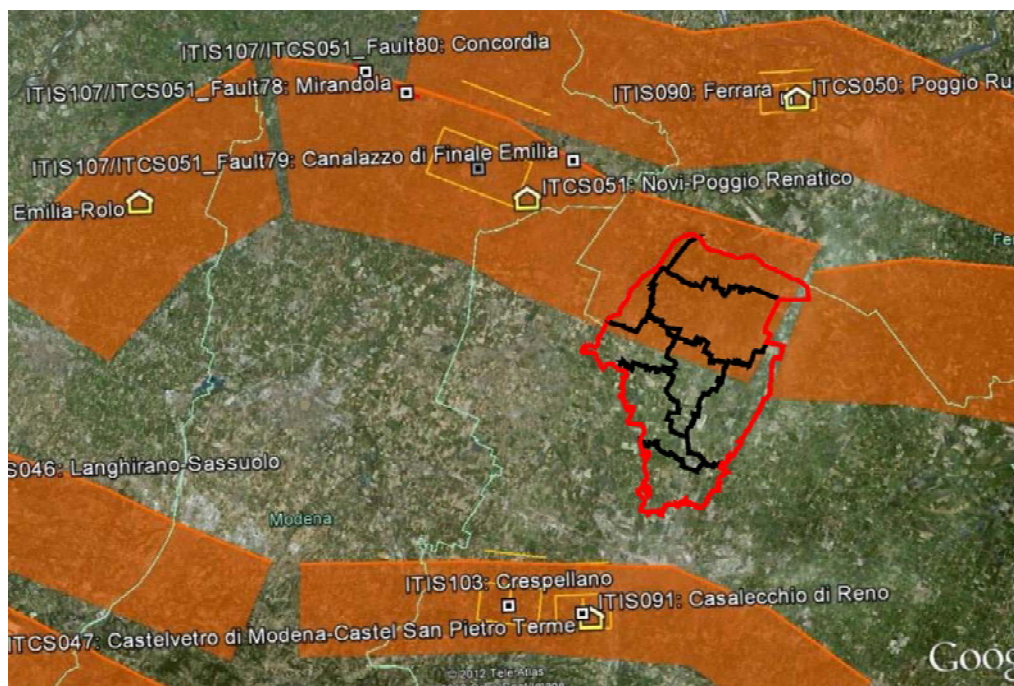 ITIS107/ITCS051_Fault80: Concordia
ITIS107/ITCS051_Fault78: Mirandola
ITIS090: Ferrara
ITCS050: Poggio Ru
ITIS107/ITCS051_Fault79: Canalazzo di Finale Emilia
ITCS051: Novi-Poggio Renatico
Emilia-Rolo
Fe
S046: Langhirano-Sassuolo
Modena
ITIS103: Crespellano
ITIS091: Casalecchio di Reno
ITCS047: Castelvetro di Modena-Castel San Pietro Terme
© 2012 Tele Atlas
Goog